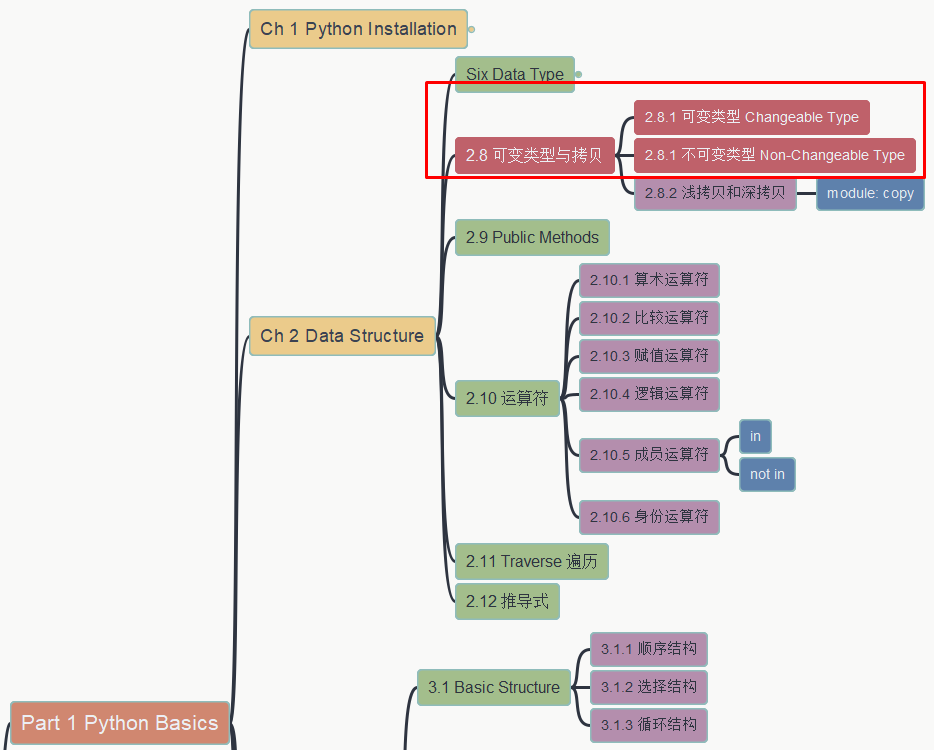 Ch 1 Python Installation
Six Data Type
2.8.1 可变类型 Changeable Type
2.8 可变类型与拷贝
2.8.1 不可变类型 Non-Changeable Type
2.8.2 浅拷贝和深拷贝
module: copy
2.9 Public Methods
2.10.1 算术运算符
2.10.2 比较运算符
Ch 2 Data Structure
2.10.3 赋值运算符
2.10 运算符
2.10.4 逻辑运算符
in
2.10.5 成员运算符
not in
2.10.6 身份运算符
2.11 Traverse 遍历
2.12 推导式
3.1.1 顺序结构
3.1 Basic Structure
3.1.2 选择结构
Part 1 Python Basics
3.1.3 循环结构